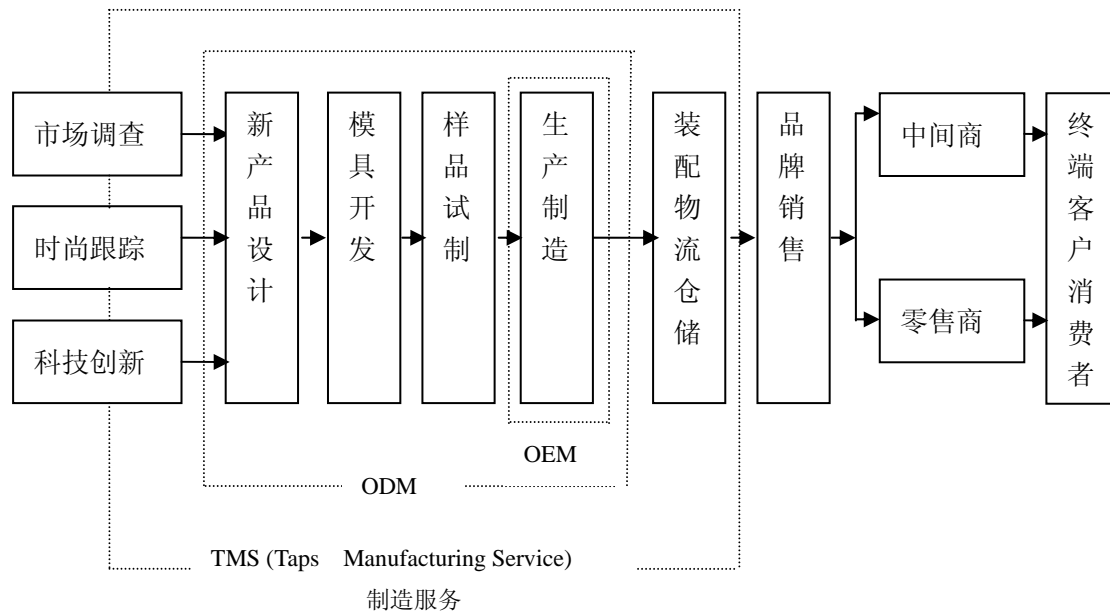 市场调查
时尚跟踪
科技创新
新产品设计
模具开发
样品试制
生产制造
装配物流仓储
品牌销售
中间商
零售商
终端客户消费者
OEM
ODM
TMS (Taps Manufacturing Service)
制造服务